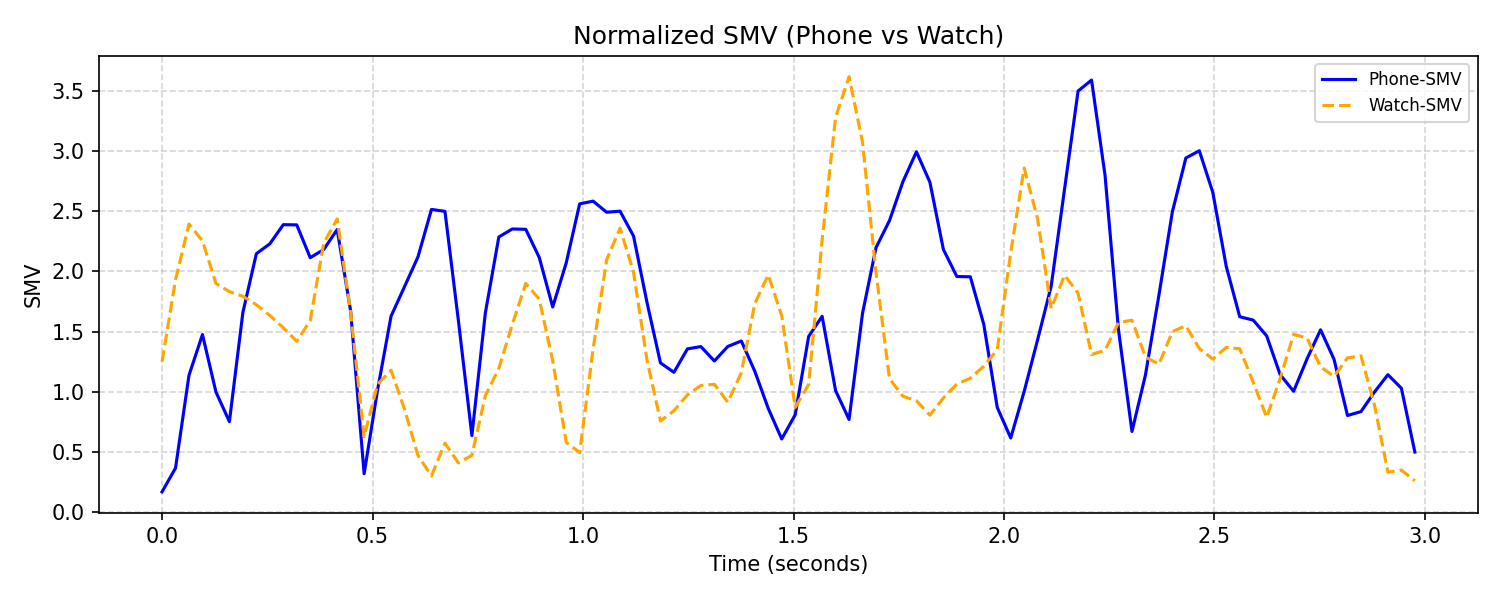 Normalized SMV (Phone vs Watch)
Phone-SMV
Watch-SMV
3.5
3.0
2.5
2.0
1.5
1.0
0.5
0.0
SMV
0.0 0.5 1.0 1.5 2.0 2.5 3.0
Time (seconds)